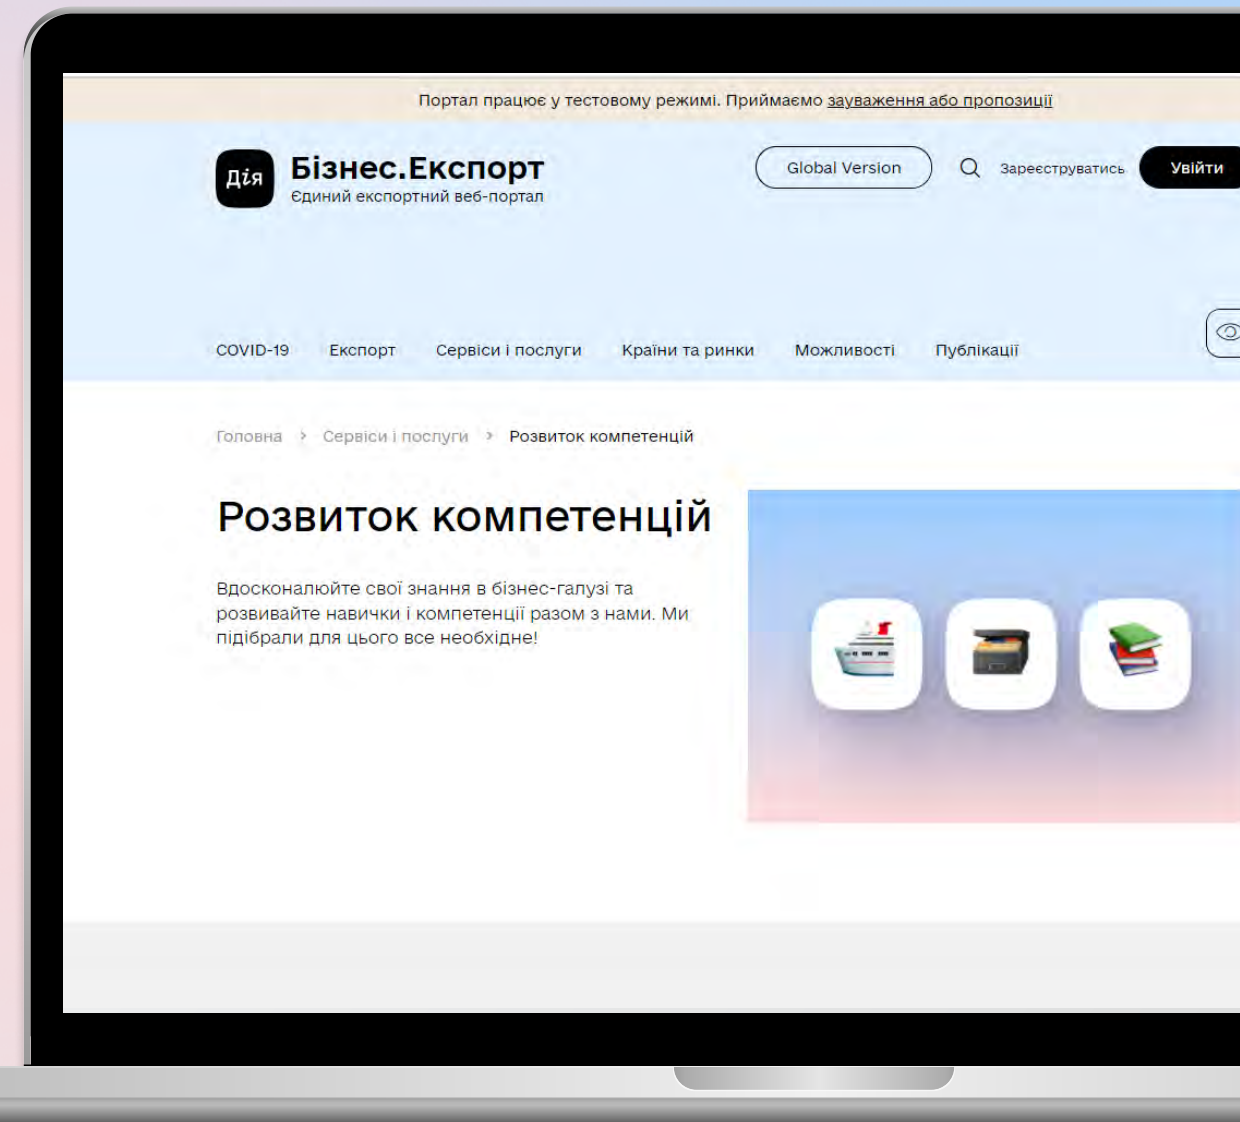 Портал працює у тестовому режимі. Приймаємо зауваження або пропозиції
Дія
Бізнес.Експорт
Єдиний експортний веб-портал
Global Version
Зареєструватись
Увійти
COVID-19 Експорт Сервіси і послуги Країни та ринки Можливості Публікації
Головна > Сервіси і послуги > Розвиток компетенцій
Розвиток компетенцій
Вдосконалюйте свої знання в бізнес-галузі та
розвивайте навички і компетенції разом з нами. Ми
підібрали для цього все необхідне!